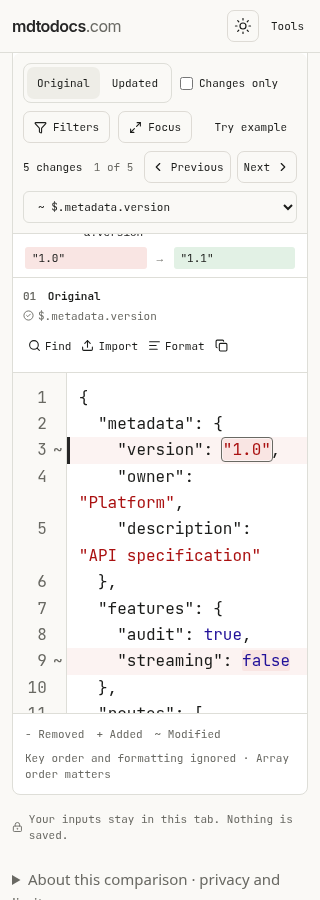 mdtodocs.com
Tools
Original Updated Changes only
Filters Focus Try example
5 changes 1 of 5 Previous Next
~ $.metadata.version
"1.0" → "1.1"
01 Original
$.metadata.version
Find Import Format
1 {
2 "metadata": {
3 ~ "version": "1.0",
4 "owner":
"Platform",
5 "description":
"API specification"
6 },
7 "features": {
8 "audit": true,
9 ~ "streaming": false
10 },
11 "routes": [
- Removed + Added ~ Modified
Key order and formatting ignored · Array
order matters
Your inputs stay in this tab. Nothing is
saved.
▶ About this comparison · privacy and